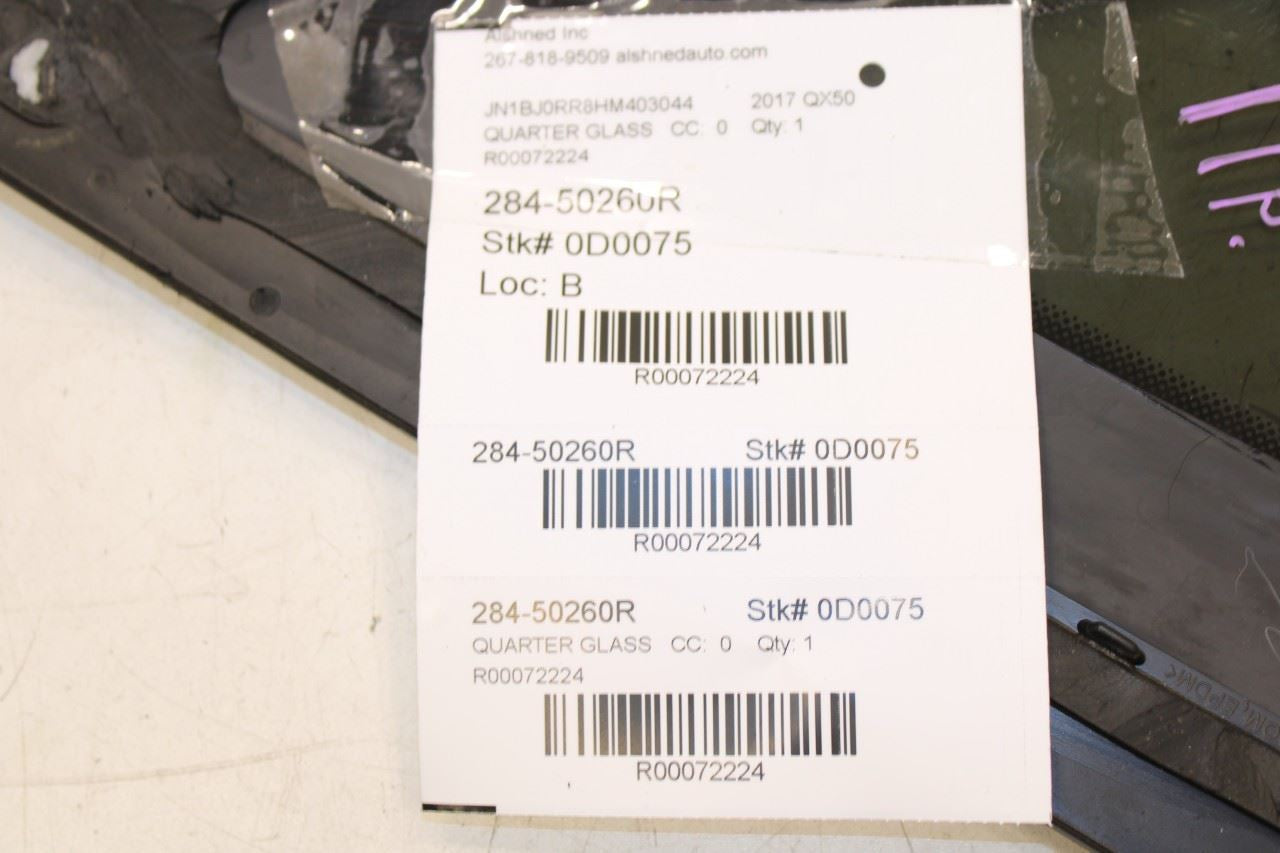 Alshned Inc
267-818-9509 alshnedauto.com
JN1BJ0RR8HM403044 2017 QX50
QUARTER GLASS CC: 0 Qty: 1
R00072224
284-50260R
Stk# 0D0075
Loc: B
R00072224
284-50260R Stk# 0D0075
R00072224
284-50260R Stk# 0D0075
QUARTER GLASS CC: 0 Qty: 1
R00072224
R00072224
DM,EPDM<